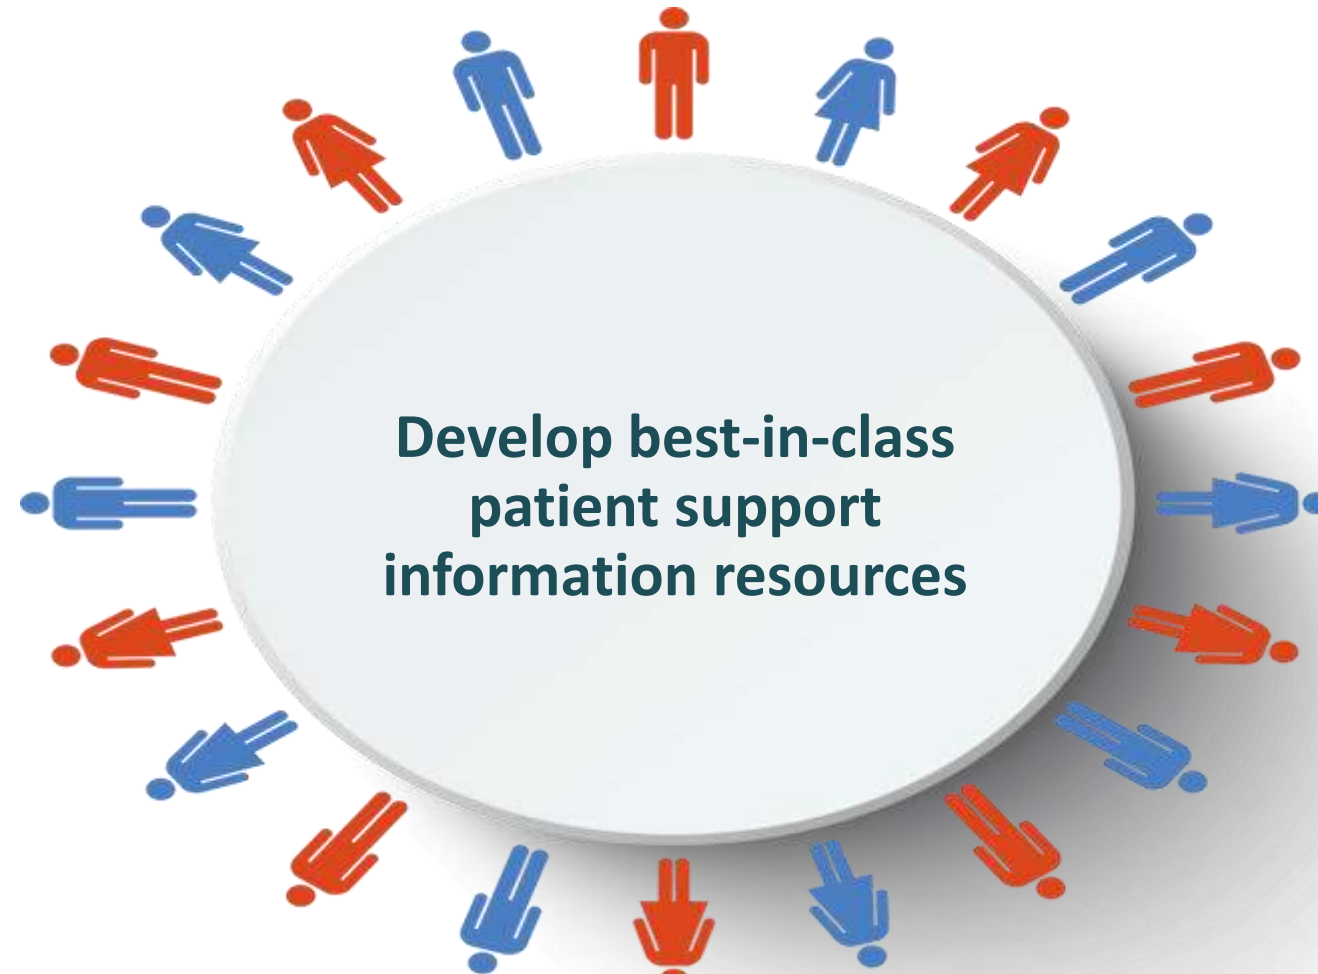 Develop best-in-class
patient support
information resources